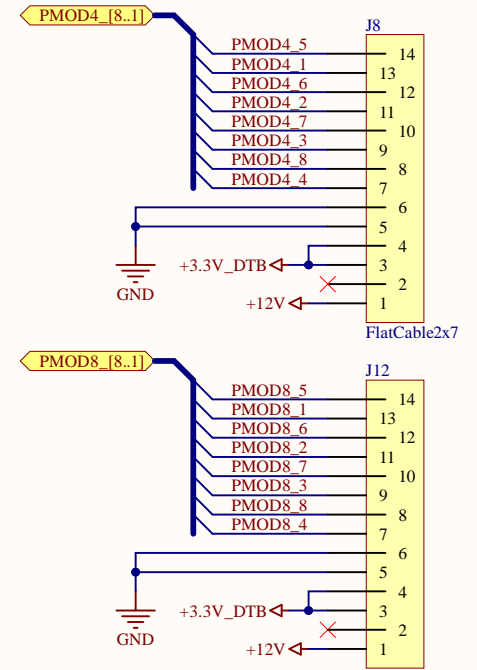 PMOD4_[8..1]
J8
PMOD4_5 14
PMOD4_1 13
PMOD4_6 12
PMOD4_2 11
PMOD4_7 10
PMOD4_3 9
PMOD4_8 8
PMOD4_4 7
6
5
4
+3.3V_DTB 3
2
GND
+12V 1
FlatCable2x7
PMOD8_[8..1]
J12
PMOD8_5 14
PMOD8_1 13
PMOD8_6 12
PMOD8_2 11
PMOD8_7 10
PMOD8_3 9
PMOD8_8 8
PMOD8_4 7
6
5
4
+3.3V_DTB 3
2
GND
+12V 1